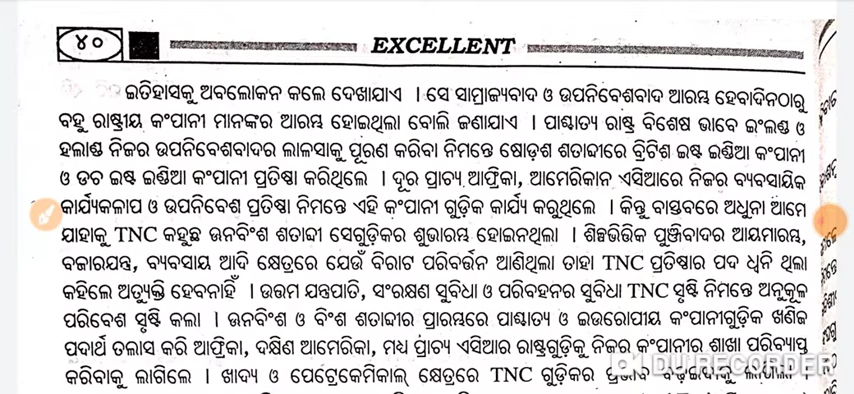 ୪୦ EXCELLENT
ଇତିହାସକୁ ଅବଲୋକନ କଲେ ଦେଖାଯାଏ । ସେ ସାମ୍ରାଜ୍ୟବାଦ ଓ ଉପନିବେଶବାଦ ଆରମ୍ଭ ହେବାଦିନଠାରୁ
ବହୁ ରାଷ୍ଟ୍ରୀୟ କଂପାନୀ ମାନଙ୍କର ଆରମ୍ଭ ହୋଇଥିଲା ବୋଲି ଜଣାଯାଏ । ପାଶ୍ଚାତ୍ୟ ରାଷ୍ଟ୍ର ବିଶେଷ ଭାବେ ଇଂଲଣ୍ଡ ଓ
ହଲାଣ୍ଡ ନିଜର ଉପନିବେଶବାଦର ଲାଳସାକୁ ପୂରଣ କରିବା ନିମନ୍ତେ ଷୋଡ଼ଶ ଶତାବ୍ଦୀରେ ବ୍ରିଟିଶ ଇଷ୍ଟ ଇଣ୍ଡିଆ କଂପାନୀ
ଓ ଡଚ ଇଷ୍ଟ ଇଣ୍ଡିଆ କଂପାନୀ ପ୍ରତିଷ୍ଠା କରିଥିଲେ । ଦୂର ପ୍ରାଚ୍ୟ ଆଫ୍ରିକା, ଆମେରିକାନ ଏସିଆରେ ନିଜର ବ୍ୟବସାୟିକ
କାର୍ଯ୍ୟକଳାପ ଓ ଉପନିବେଶ ପ୍ରତିଷ୍ଠା ନିମନ୍ତେ ଏହି କଂପାନୀ ଗୁଡ଼ିକ କାର୍ଯ୍ୟ କରୁଥିଲେ । କିନ୍ତୁ ବାସ୍ତବରେ ଅଧୁନା ଆମେ
ଯାହାକୁ TNC କହୁଛ ଊନବିଂଶ ଶତାବ୍ଦୀ ସେଗୁଡ଼ିକର ଶୁଭାରମ୍ଭ ହୋଇନଥିଲା । ଶିଳ୍ପଭିତ୍ତିକ ପୁଞ୍ଜିବାଦର ଆୟମାରମ୍ଭ,
ବଜାରଯନ୍ତ୍ର, ବ୍ୟବସାୟ ଆଦି କ୍ଷେତ୍ରରେ ଯେଉଁ ବିରାଟ ପରିବର୍ତ୍ତନ ଆଣିଥିଲା ତାହା TNC ପ୍ରତିଷ୍ଠାର ପଦ ଧ୍ୱନି ଥିଲା
କହିଲେ ଅତ୍ୟୁକ୍ତି ହେବନାହିଁ । ଉତ୍ତମ ଯନ୍ତ୍ରପାତି, ସଂରକ୍ଷଣ ସୁବିଧା ଓ ପରିବହନର ସୁବିଧା TNC ସୃଷ୍ଟି ନିମନ୍ତେ ଅନୁକୂଳ
ପରିବେଶ ସୃଷ୍ଟି କଲା । ଊନବିଂଶ ଓ ବିଂଶ ଶତାବ୍ଦୀର ପ୍ରାରମ୍ଭରେ ପାଶ୍ଚାତ୍ୟ ଓ ଇଉରୋପୀୟ କଂପାନୀଗୁଡ଼ିକ ଖଣିଜ
ପଦାର୍ଥ ତଲାସ କରି ଆଫ୍ରିକା, ଦକ୍ଷିଣ ଆମେରିକା, ମଧ୍ୟ ପ୍ରାଚ୍ୟ ଏସିଆର ରାଷ୍ଟ୍ରଗୁଡ଼ିକୁ ନିଜର କଂପାନୀର ଶାଖା ପରିବ୍ୟାପ୍ତ
କରିବାକୁ ଲାଗିଲେ । ଖାଦ୍ୟ ଓ ପେଟ୍ରେକେମିକାଲ୍ କ୍ଷେତ୍ରରେ TNC ଗୁଡ଼ିକର
DU RECORDER